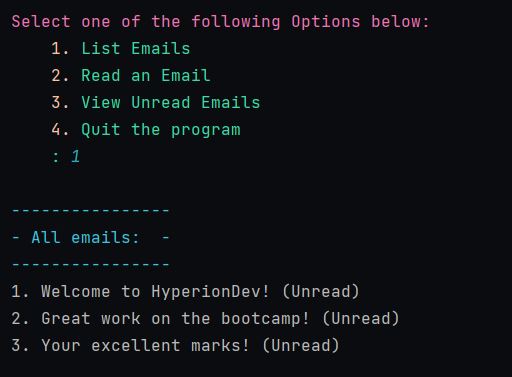 Select one of the following Options below:
1. List Emails
2. Read an Email
3. View Unread Emails
4. Quit the program
: 1
----------------
- All emails:  -
----------------
1. Welcome to HyperionDev! (Unread)
2. Great work on the bootcamp! (Unread)
3. Your excellent marks! (Unread)